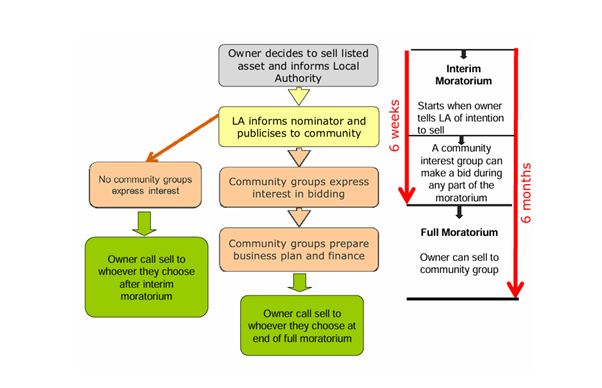 Owner decides to sell listed
asset and informs Local
Authority
LA informs nominator and
publicises to community
No community groups
express interest
Community groups express
interest in bidding
Community groups prepare
business plan and finance
Owner call sell to
whoever they choose
after interim
moratorium
Owner call sell to
whoever they choose at
end of full moratorium
6 weeks
Interim
Moratorium
Starts when owner
tells LA of intention
to sell
A community
interest group can
make a bid during
any part of the
moratorium
Full Moratorium
Owner can sell to
community group
6 months